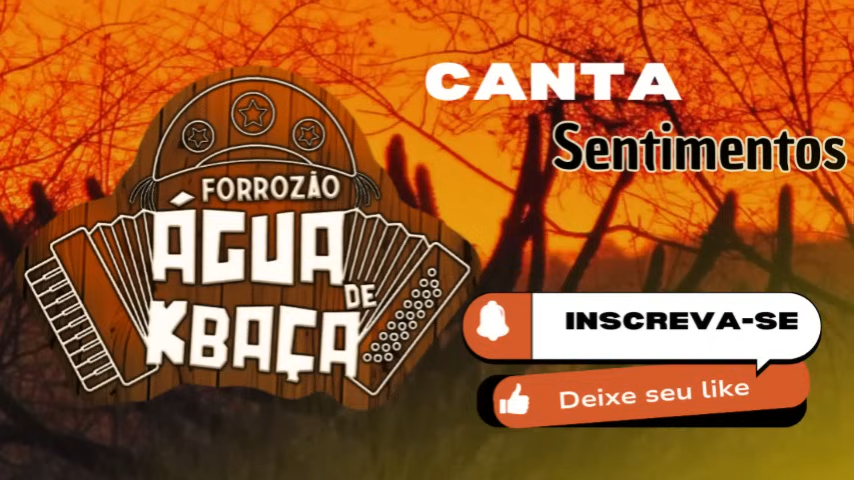 CANTA
Sentimentos
FORROZÃO
ÁGUA
DE
KBAÇA
INSCREVA-SE
Deixe seu like